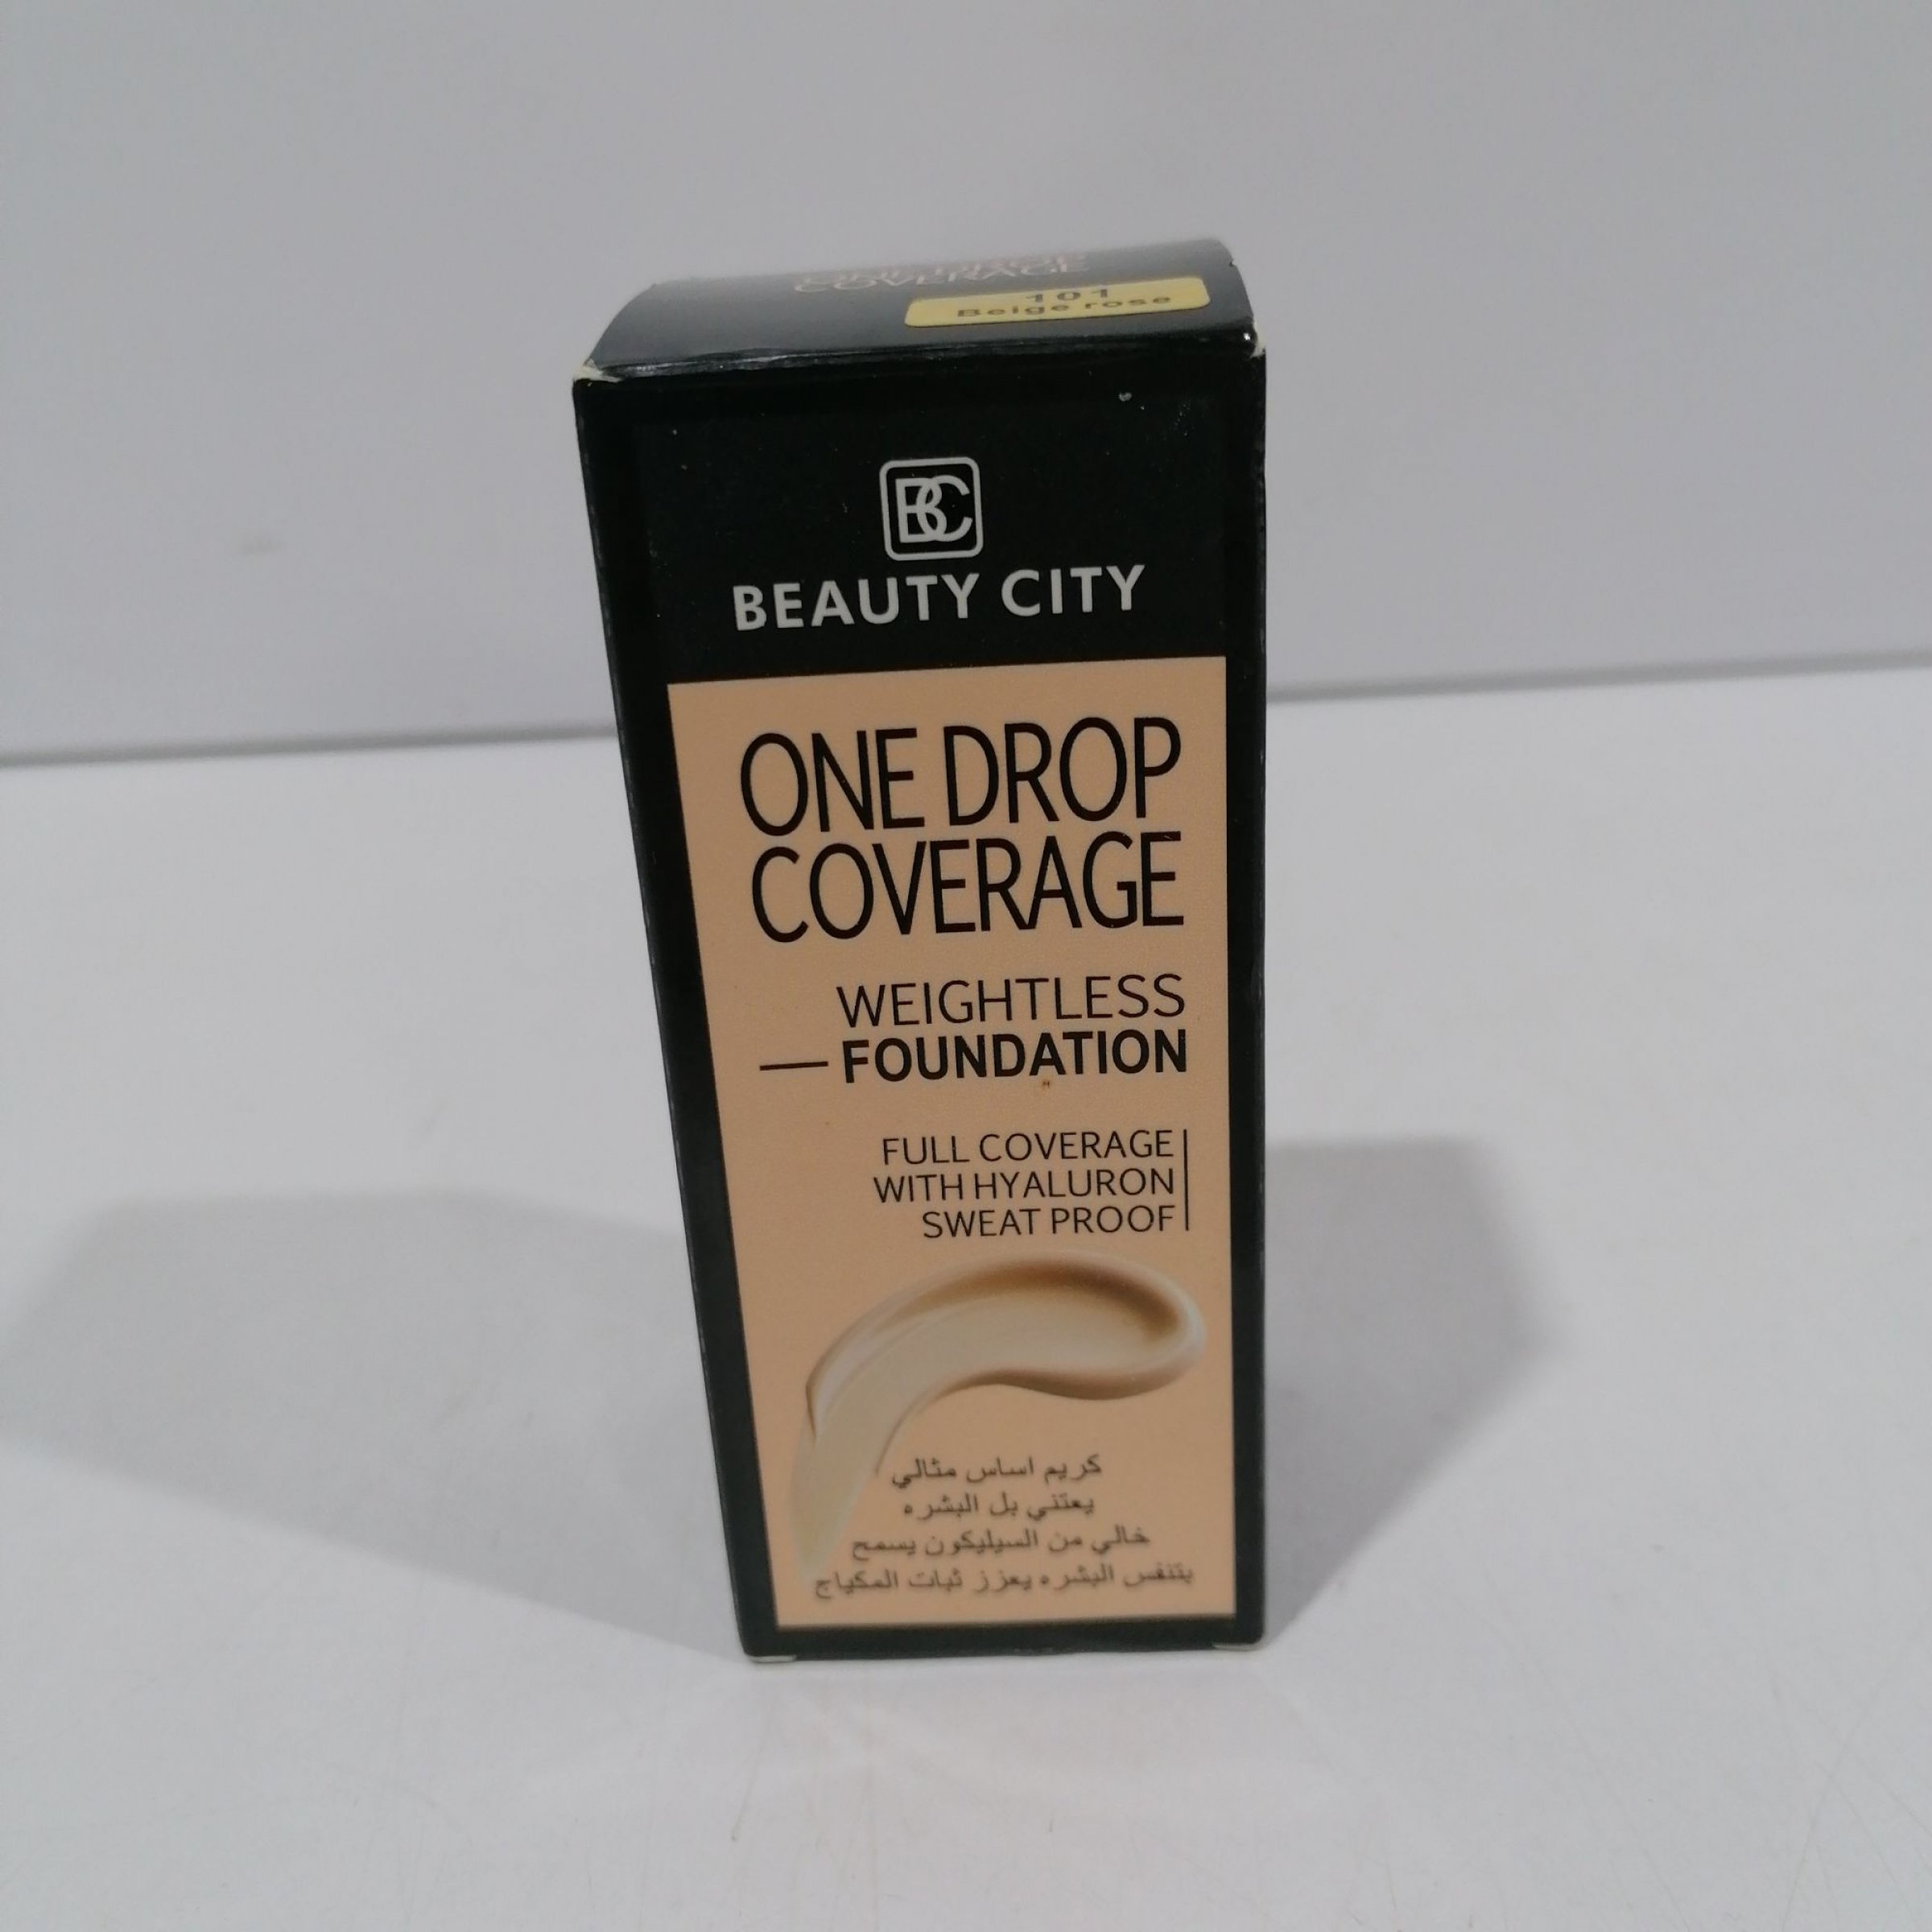 ONE DROP
COVERAGE
101
Beige rose
BC
BEAUTY CITY
ONE DROP
COVERAGE
WEIGHTLESS
— FOUNDATION
FULL COVERAGE
WITH HYALURON
SWEAT PROOF
كريم اساس مثالي
يعتني بل البشره
خالي من السيليكون يسمح
بتنفس البشره يعزز ثبات المكياج